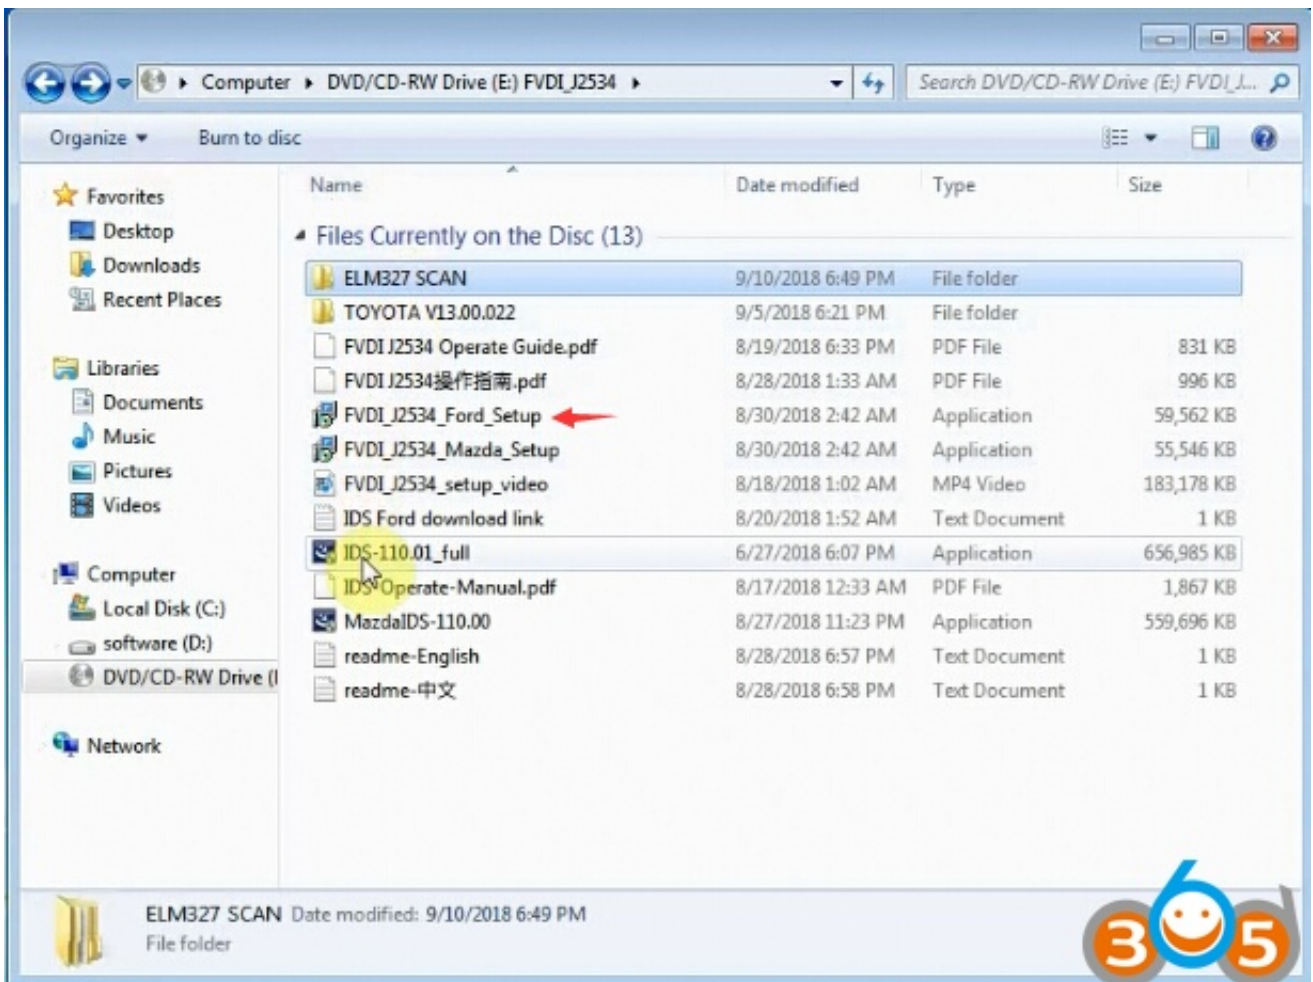 Computer ▸ DVD/CD-RW Drive (E:) FVDI_J2534 ▸ Search DVD/CD-RW Drive (E:) FVDI_J...
Organize Burn to disc
Name Date modified Type Size
Favorites
Desktop
Downloads
Recent Places
Libraries
Documents
Music
Pictures
Videos
Computer
Local Disk (C:)
software (D:)
DVD/CD-RW Drive (
Network
Files Currently on the Disc (13)
ELM327 SCAN 9/10/2018 6:49 PM File folder
TOYOTA V13.00.022 9/5/2018 6:21 PM File folder
FVDI J2534 Operate Guide.pdf 8/19/2018 6:33 PM PDF File 831 KB
FVDI J2534操作指南.pdf 8/28/2018 1:33 AM PDF File 996 KB
FVDI_J2534_Ford_Setup 8/30/2018 2:42 AM Application 59,562 KB
FVDI_J2534_Mazda_Setup 8/30/2018 2:42 AM Application 55,546 KB
FVDI_J2534_setup_video 8/18/2018 1:02 AM MP4 Video 183,178 KB
IDS Ford download link 8/20/2018 1:52 AM Text Document 1 KB
IDS-110.01_full 6/27/2018 6:07 PM Application 656,985 KB
IDS-Operate-Manual.pdf 8/17/2018 12:33 AM PDF File 1,867 KB
MazdaIDS-110.00 8/27/2018 11:23 PM Application 559,696 KB
readme-English 8/28/2018 6:57 PM Text Document 1 KB
readme-中文 8/28/2018 6:58 PM Text Document 1 KB
ELM327 SCAN Date modified: 9/10/2018 6:49 PM
File folder
365d